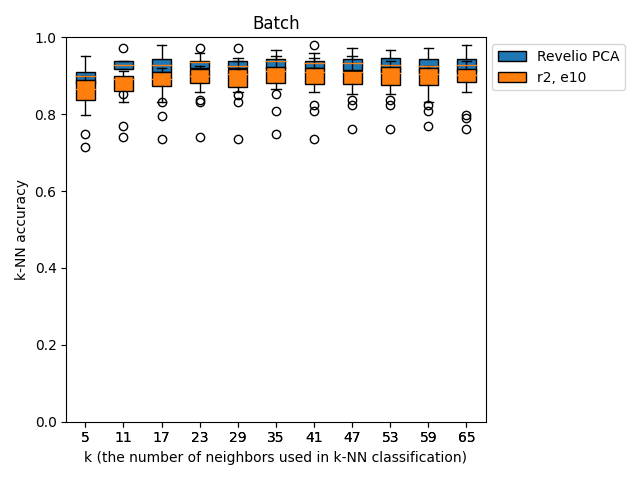 Batch
Revelio PCA
r2, e10
k-NN accuracy
1.0
0.8
0.6
0.4
0.2
0.0
5 11 17 23 29 35 41 47 53 59 65
k (the number of neighbors used in k-NN classification)